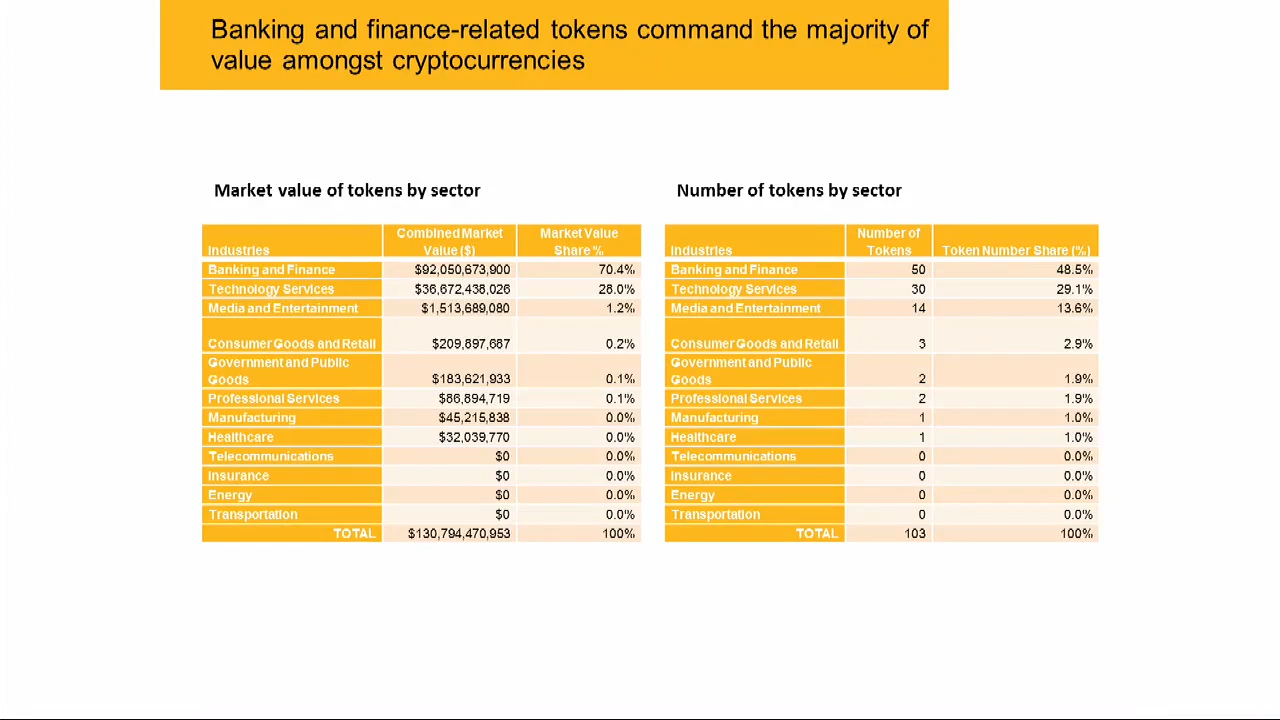 Banking and finance-related tokens command the majority of
value amongst cryptocurrencies
Market value of tokens by sector
Industries Combined Market Value ($) Market Value Share %
Banking and Finance $92,050,673,900 70.4%
Technology Services $36,672,438,026 28.0%
Media and Entertainment $1,513,689,080 1.2%
Consumer Goods and Retail $209,897,687 0.2%
Government and Public
Goods $183,621,933 0.1%
Professional Services $86,894,719 0.1%
Manufacturing $45,215,838 0.0%
Healthcare $32,039,770 0.0%
Telecommunications $0 0.0%
Insurance $0 0.0%
Energy $0 0.0%
Transportation $0 0.0%
TOTAL $130,794,470,953 100%
Number of tokens by sector
Industries Number of Tokens Token Number Share (%)
Banking and Finance 50 48.5%
Technology Services 30 29.1%
Media and Entertainment 14 13.6%
Consumer Goods and Retail 3 2.9%
Government and Public
Goods 2 1.9%
Professional Services 2 1.9%
Manufacturing 1 1.0%
Healthcare 1 1.0%
Telecommunications 0 0.0%
Insurance 0 0.0%
Energy 0 0.0%
Transportation 0 0.0%
TOTAL 103 100%